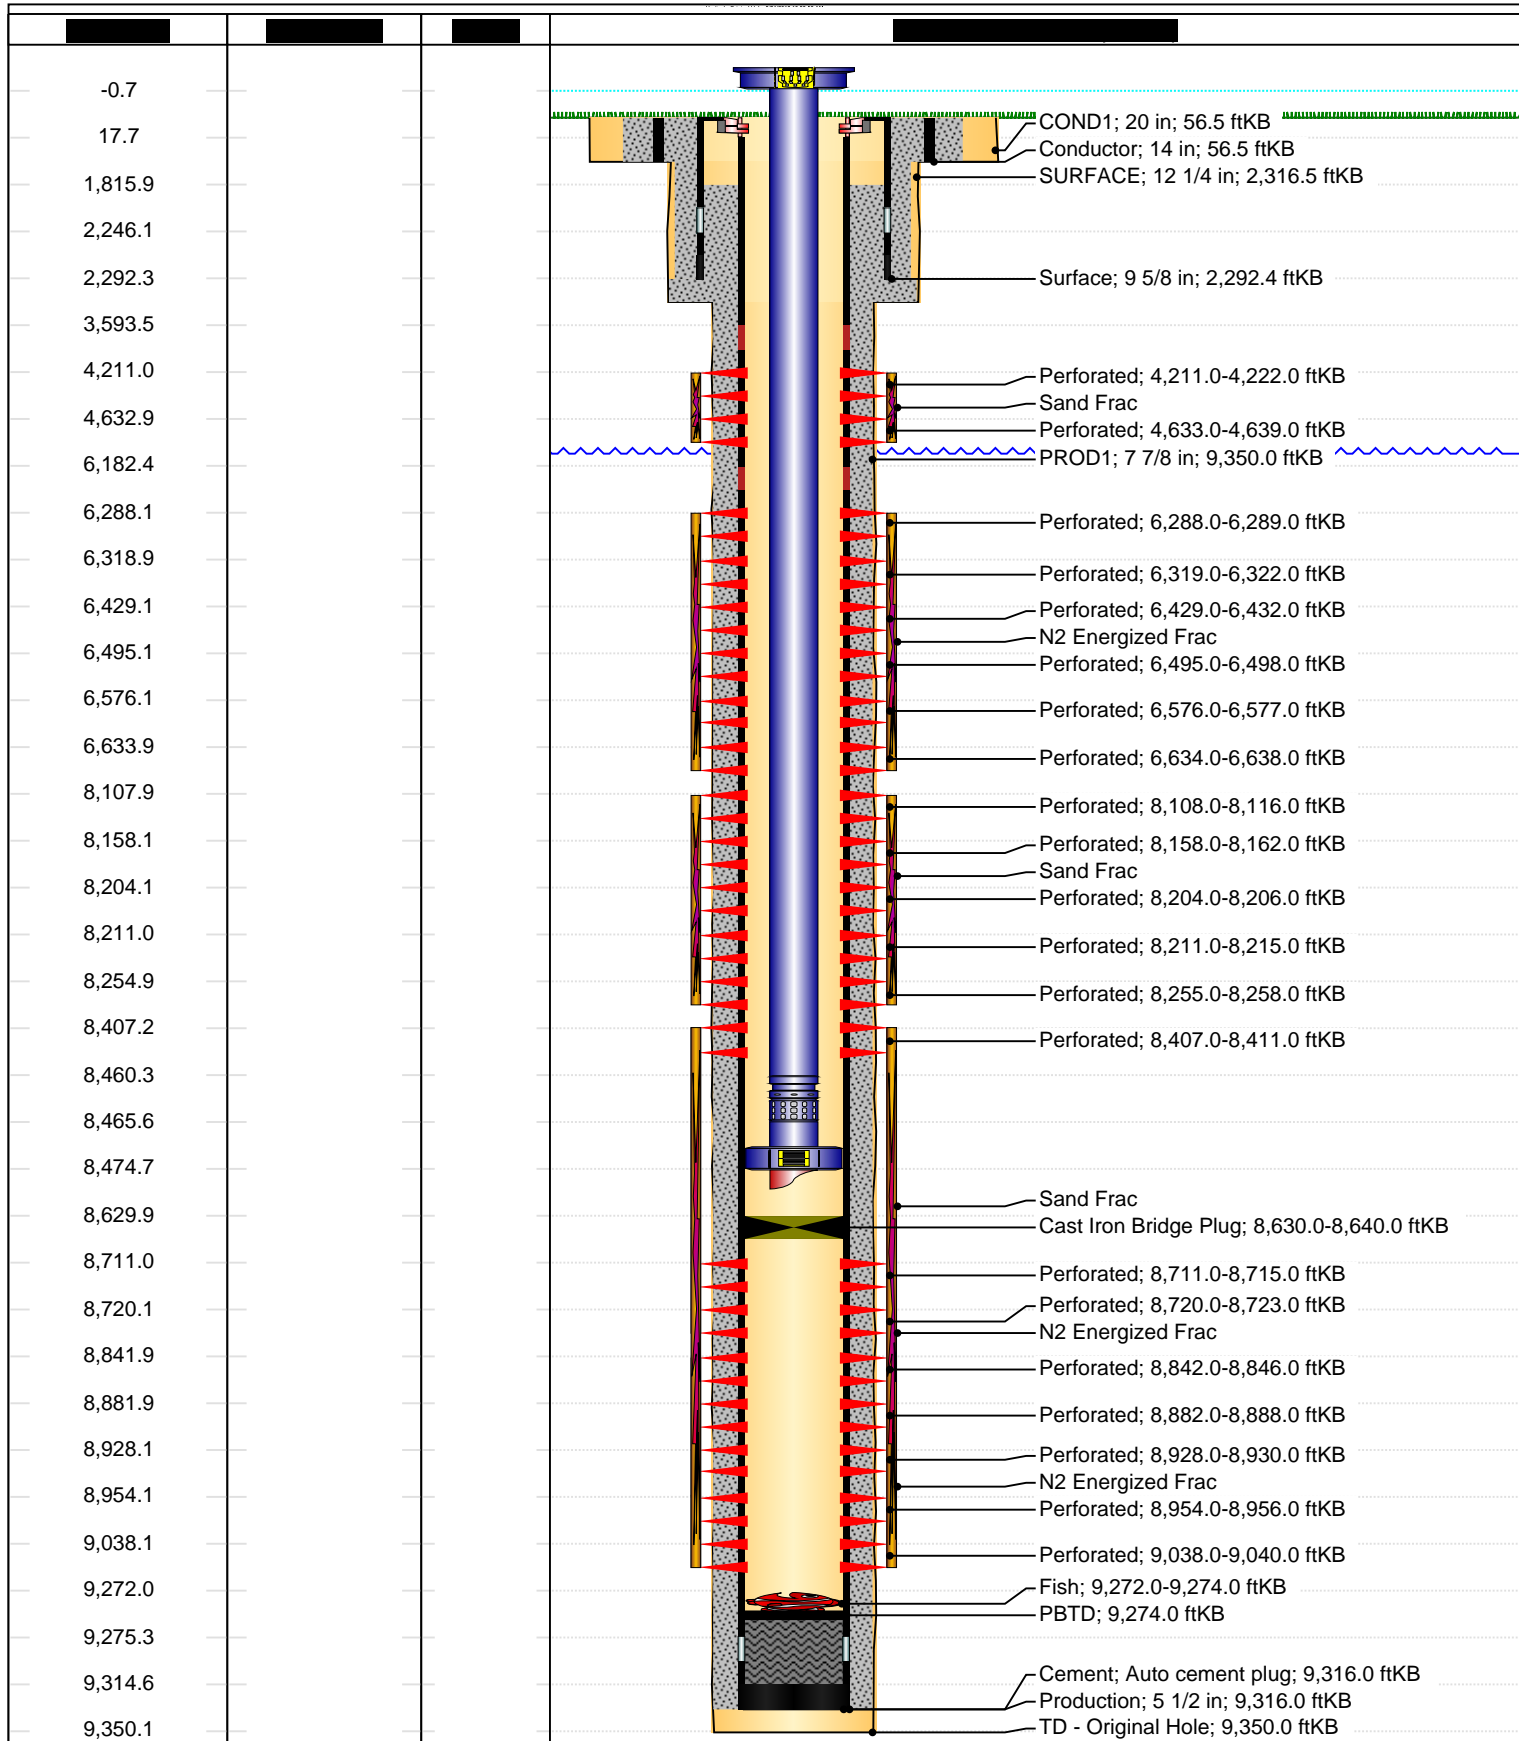 -0.7
17.7
1,815.9
2,246.1
2,292.3
3,593.5
4,211.0
4,632.9
6,182.4
6,288.1
6,318.9
6,429.1
6,495.1
6,576.1
6,633.9
8,107.9
8,158.1
8,204.1
8,211.0
8,254.9
8,407.2
8,460.3
8,465.6
8,474.7
8,629.9
8,711.0
8,720.1
8,841.9
8,881.9
8,928.1
8,954.1
9,038.1
9,272.0
9,275.3
9,314.6
9,350.1
COND1; 20 in; 56.5 ftKB
Conductor; 14 in; 56.5 ftKB
SURFACE; 12 1/4 in; 2,316.5 ftKB
Surface; 9 5/8 in; 2,292.4 ftKB
Perforated; 4,211.0-4,222.0 ftKB
Sand Frac
Perforated; 4,633.0-4,639.0 ftKB
PROD1; 7 7/8 in; 9,350.0 ftKB
Perforated; 6,288.0-6,289.0 ftKB
Perforated; 6,319.0-6,322.0 ftKB
Perforated; 6,429.0-6,432.0 ftKB
N2 Energized Frac
Perforated; 6,495.0-6,498.0 ftKB
Perforated; 6,576.0-6,577.0 ftKB
Perforated; 6,634.0-6,638.0 ftKB
Perforated; 8,108.0-8,116.0 ftKB
Perforated; 8,158.0-8,162.0 ftKB
Sand Frac
Perforated; 8,204.0-8,206.0 ftKB
Perforated; 8,211.0-8,215.0 ftKB
Perforated; 8,255.0-8,258.0 ftKB
Perforated; 8,407.0-8,411.0 ftKB
Sand Frac
Cast Iron Bridge Plug; 8,630.0-8,640.0 ftKB
Perforated; 8,711.0-8,715.0 ftKB
Perforated; 8,720.0-8,723.0 ftKB
N2 Energized Frac
Perforated; 8,842.0-8,846.0 ftKB
Perforated; 8,882.0-8,888.0 ftKB
Perforated; 8,928.0-8,930.0 ftKB
N2 Energized Frac
Perforated; 8,954.0-8,956.0 ftKB
Perforated; 9,038.0-9,040.0 ftKB
Fish; 9,272.0-9,274.0 ftKB
PBTD; 9,274.0 ftKB
Cement; Auto cement plug; 9,316.0 ftKB
Production; 5 1/2 in; 9,316.0 ftKB
TD - Original Hole; 9,350.0 ftKB